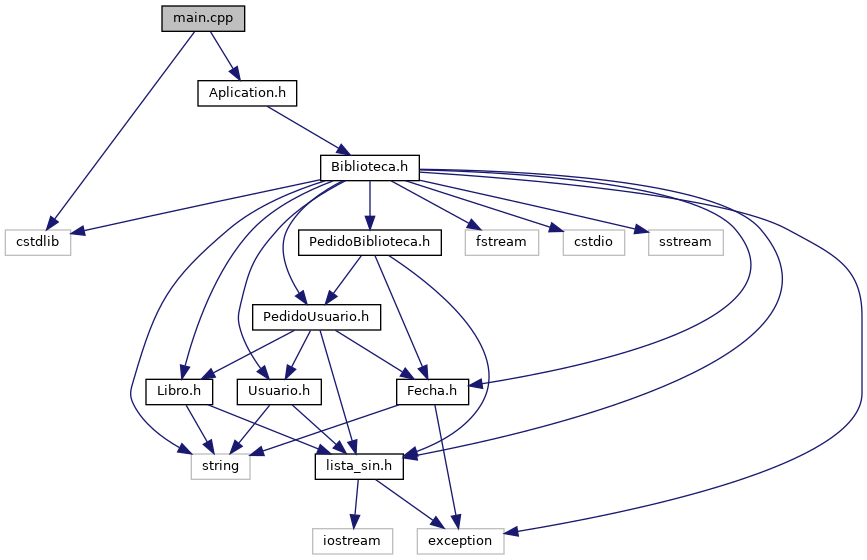 main.cpp
Aplication.h
Biblioteca.h
cstdlib
PedidoBiblioteca.h
fstream
cstdio
sstream
PedidoUsuario.h
Libro.h
Usuario.h
Fecha.h
string
lista_sin.h
iostream
exception